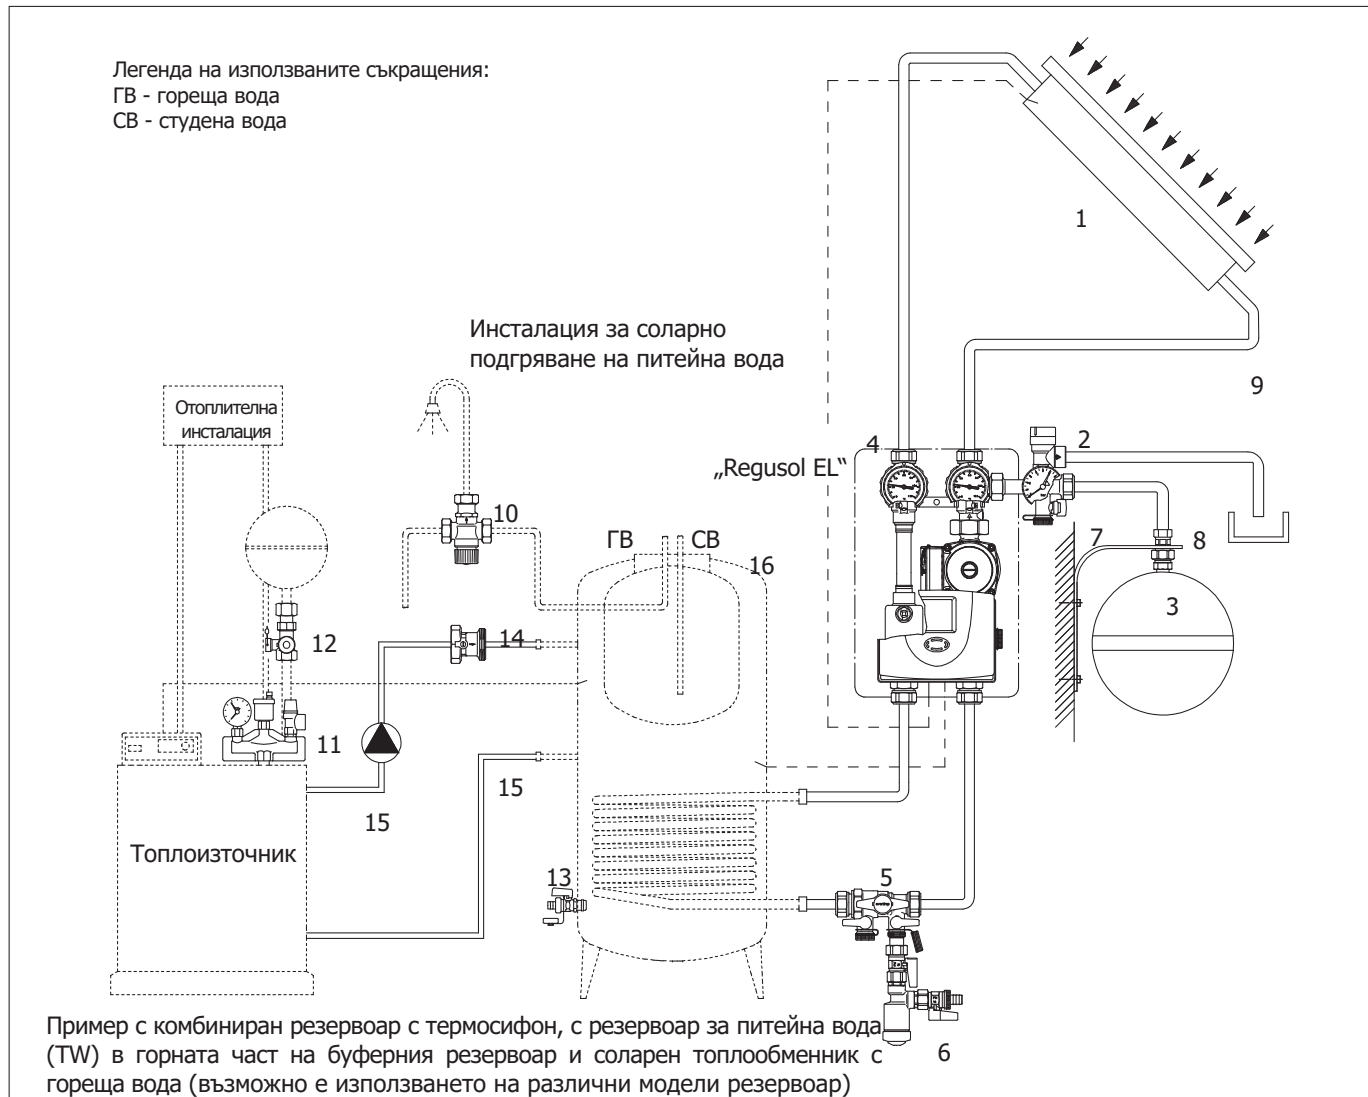 Легенда на използваните съкращения:
ГВ - гореща вода
СВ - студена вода
1
Инсталация за соларно
подгряване на питейна вода
9
Отоплителна
инсталация
4
2
„Regusol EL“
10
ГВ
СВ
7
8
16
3
12
14
11
15
15
Топлоизточник
13
5
6
Пример с комбиниран резервоар с термосифон, с резервоар за питейна вода
(TW) в горната част на буферния резервоар и соларен топлообменник с
гореща вода (възможно е използването на различни модели резервоар)